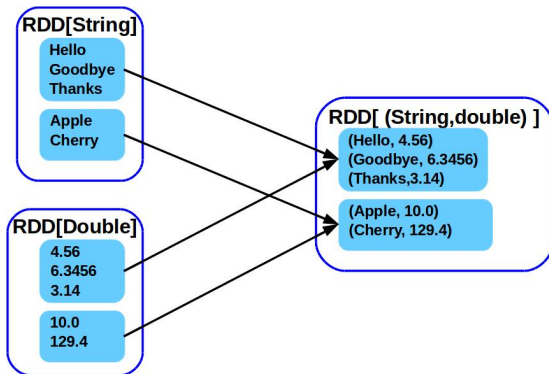 RDD[String]
Hello
Goodbye
Thanks
Apple
Cherry
RDD[Double]
4.56
6.3456
3.14
10.0
129.4
RDD[ (String,double) ]
(Hello, 4.56)
(Goodbye, 6.3456)
(Thanks,3.14)
(Apple, 10.0)
(Cherry, 129.4)